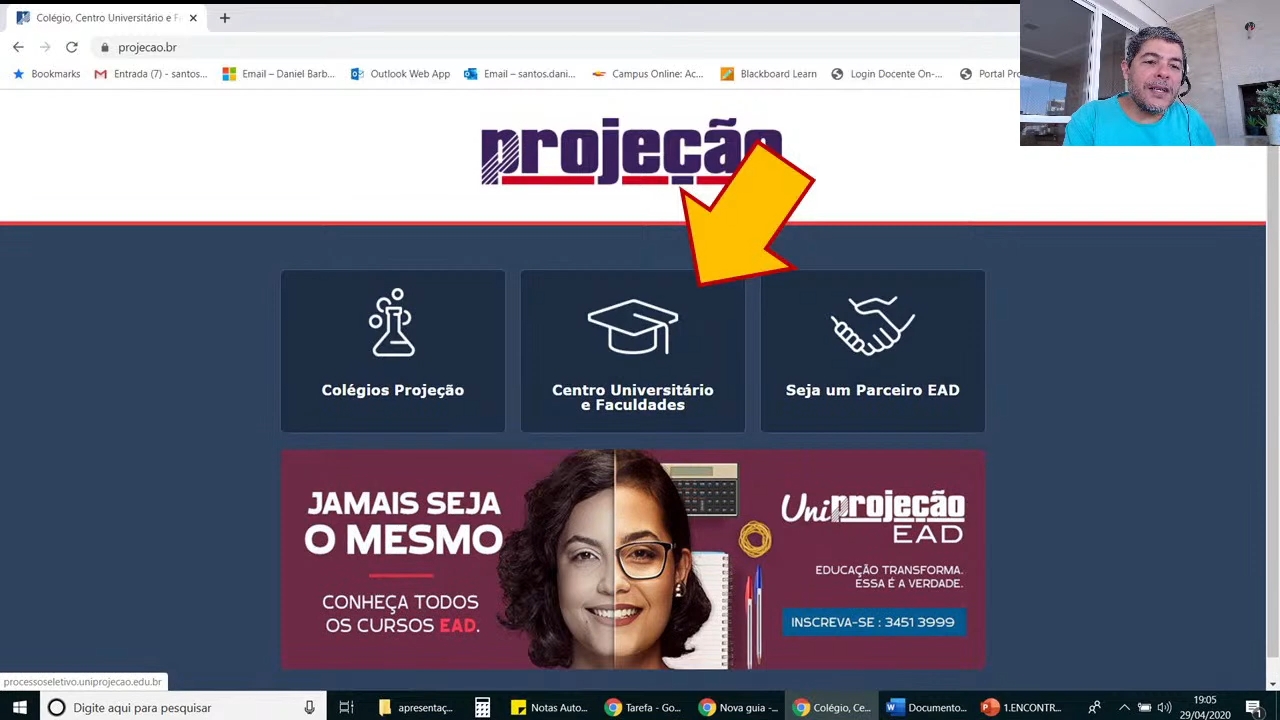 Colégio, Centro Universitário e F
projecao.br
Bookmarks
Entrada (7) - santos...
Email – Daniel Barb...
Outlook Web App
Email – santos.dani...
Campus Online: Ac...
Blackboard Learn
Login Docente On-...
Portal Pro
projeção
Colégios Projeção
Centro Universitário
e Faculdades
Seja um Parceiro EAD
JAMAIS SEJA
O MESMO
CONHEÇA TODOS
OS CURSOS EAD.
Uniprojeção
EAD
EDUCAÇÃO TRANSFORMA.
ESSA É A VERDADE.
INSCREVA-SE : 3451 3999
processoseletivo.uniprojecao.edu.br
Digite aqui para pesquisar
apresentaç...
Notas Auto...
Tarefa - Go...
Nova guia -...
Colégio, Ce...
Documento...
1.ENCONTR...
19:05
29/04/2020
1